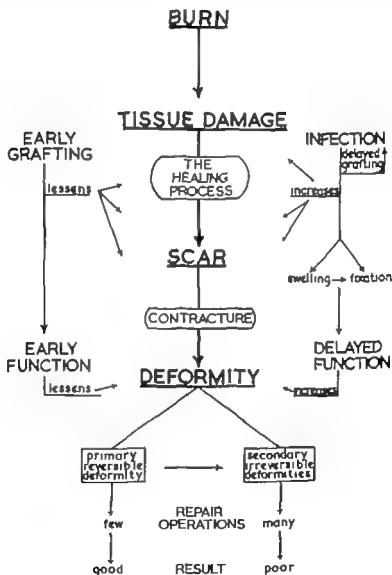 BURN
TISSUE DAMAGE
EARLY
GRAFTING
lessens
THE
HEALING
PROCESS
INFECTION
delayed
grafting
increases
SCAR
swelling
fixation
CONTRACTURE
EARLY
FUNCTION
lessens
DEFORMITY
DELAYED
FUNCTION
increases
primary
reversible
deformity
secondary
irreversible
deformities
few
REPAIR
OPERATIONS
many
good
RESULT
poor